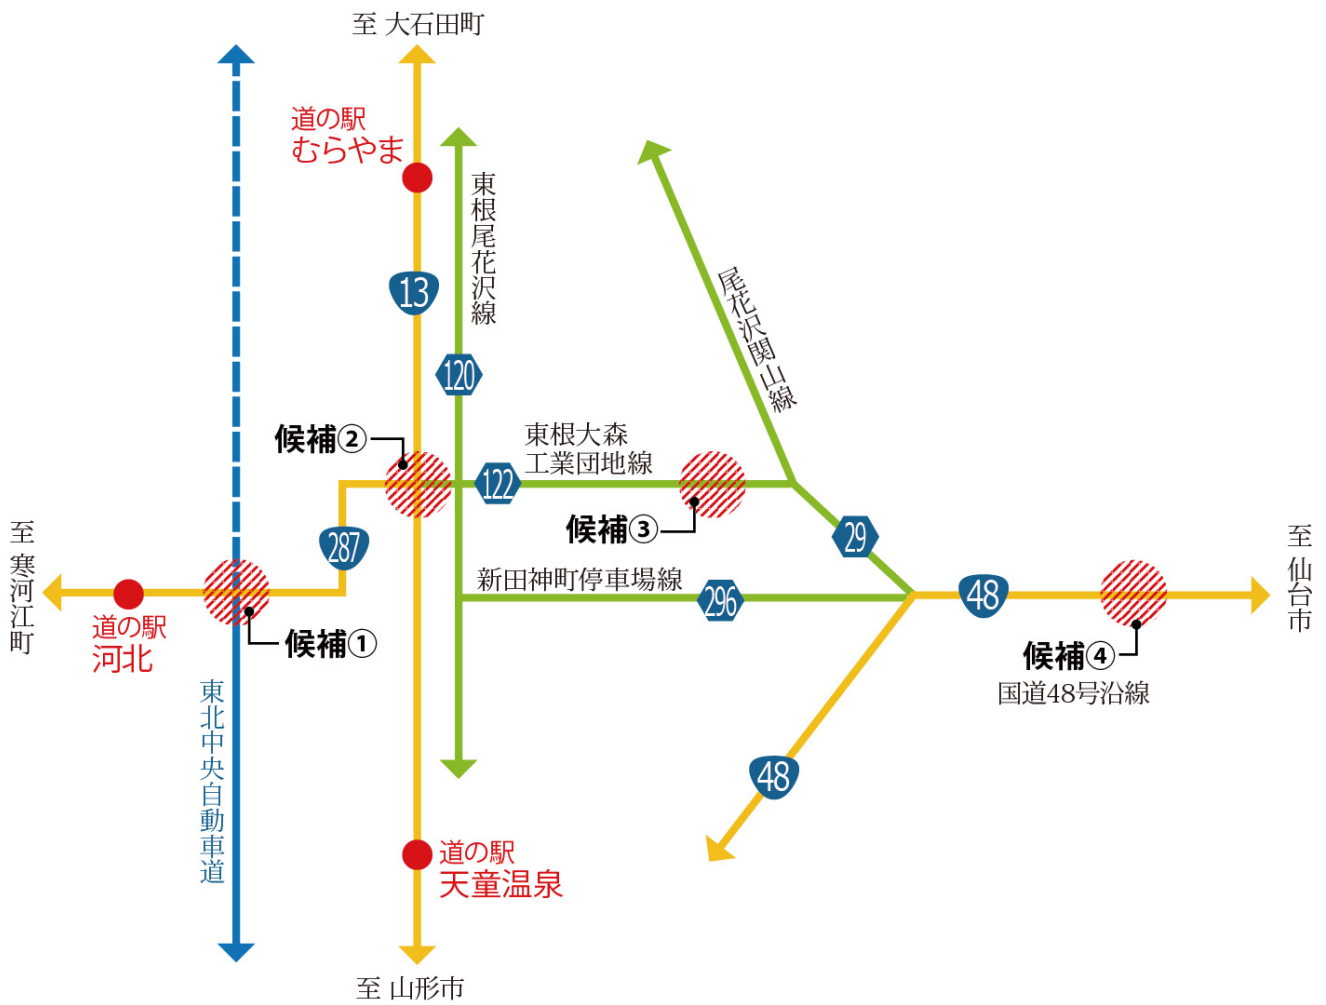 至 大石田町
道の駅
むらやま
東根尾花沢線
13
尾花沢関山線
120
候補②
東根大森
工業団地線
122
候補③
287
29
至 寒河江町
至 仙台市
新田神町停車場線
296
48
道の駅
河北
候補①
候補④
国道48号沿線
東北中央自動車道
48
道の駅
天童温泉
至 山形市